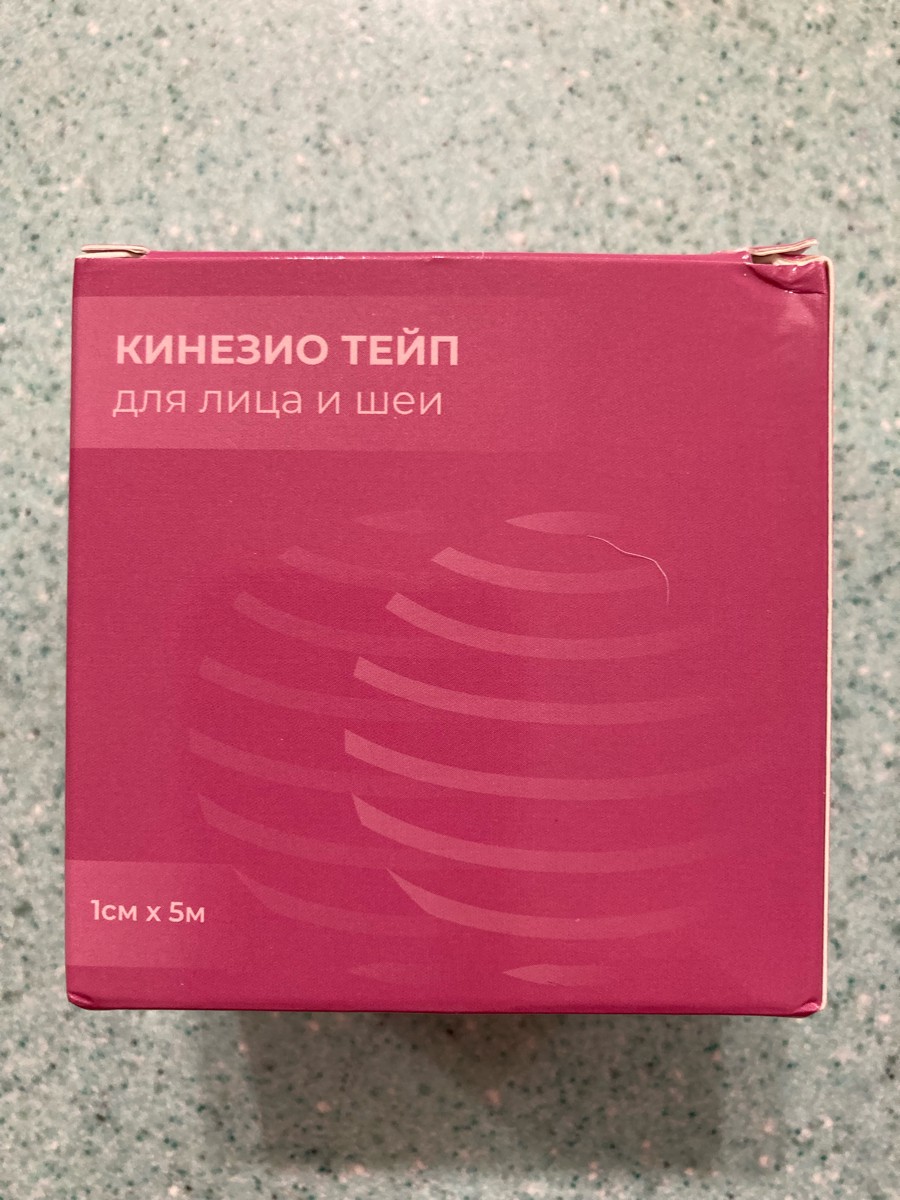 КИНЕЗИО ТЕЙП
для лица и шеи
1см х 5м